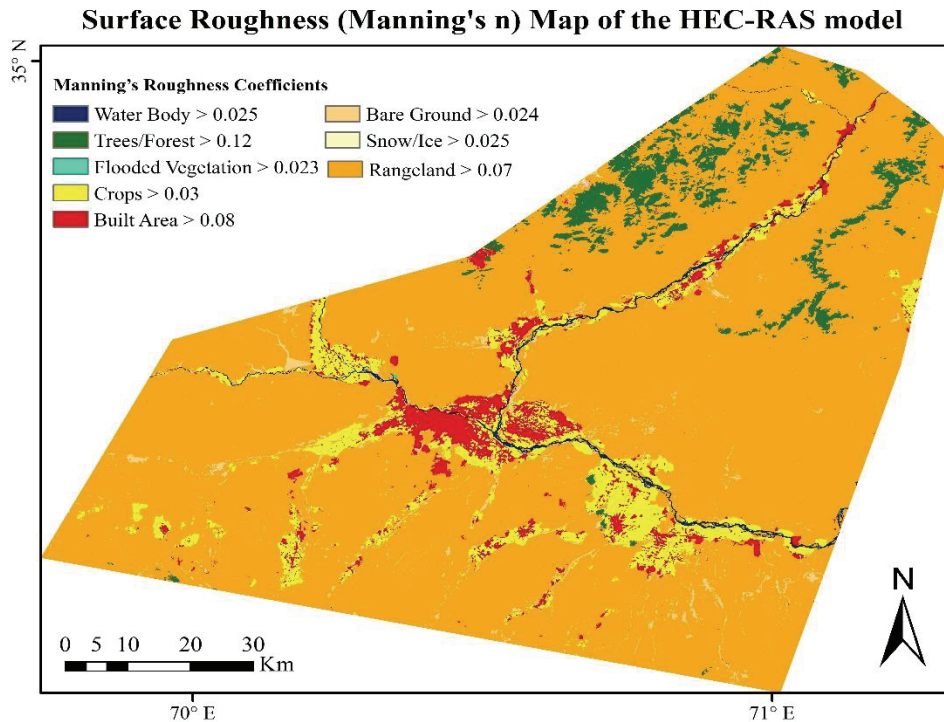 Surface Roughness (Manning's n) Map of the HEC-RAS model
35° N
Manning's Roughness Coefficients
Water Body > 0.025
Trees/Forest > 0.12
Flooded Vegetation > 0.023
Crops > 0.03
Built Area > 0.08
Bare Ground > 0.024
Snow/Ice > 0.025
Rangeland > 0.07
N
0 5 10 20 30
Km
70° E
71° E